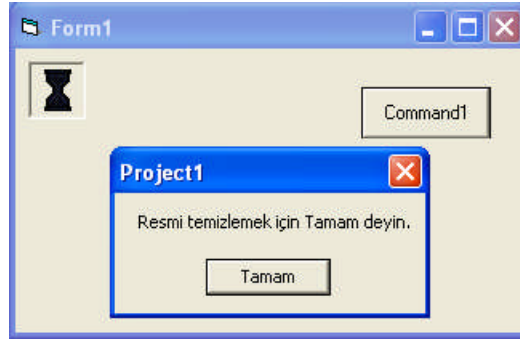 Form1
Command1
Project1
Resmi temizlemek için Tamam deyin.
Tamam